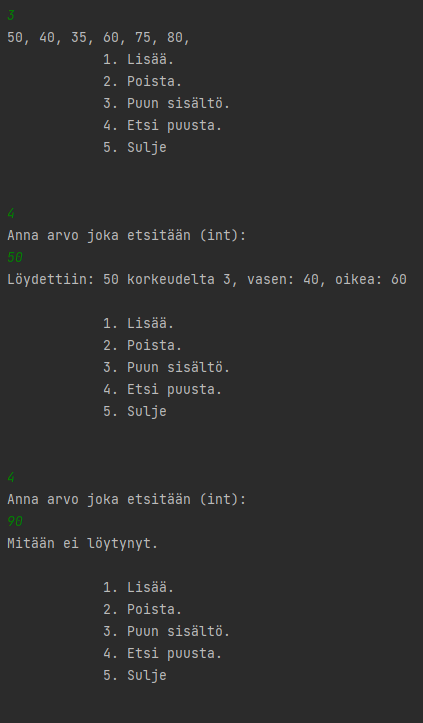 3
50, 40, 35, 60, 75, 80,
1. Lisää.
2. Poista.
3. Puun sisältö.
4. Etsi puusta.
5. Sulje
4
Anna arvo joka etsitään (int):
50
Löydettiin: 50 korkeudelta 3, vasen: 40, oikea: 60
1. Lisää.
2. Poista.
3. Puun sisältö.
4. Etsi puusta.
5. Sulje
4
Anna arvo joka etsitään (int):
90
Mitään ei löytynyt.
1. Lisää.
2. Poista.
3. Puun sisältö.
4. Etsi puusta.
5. Sulje